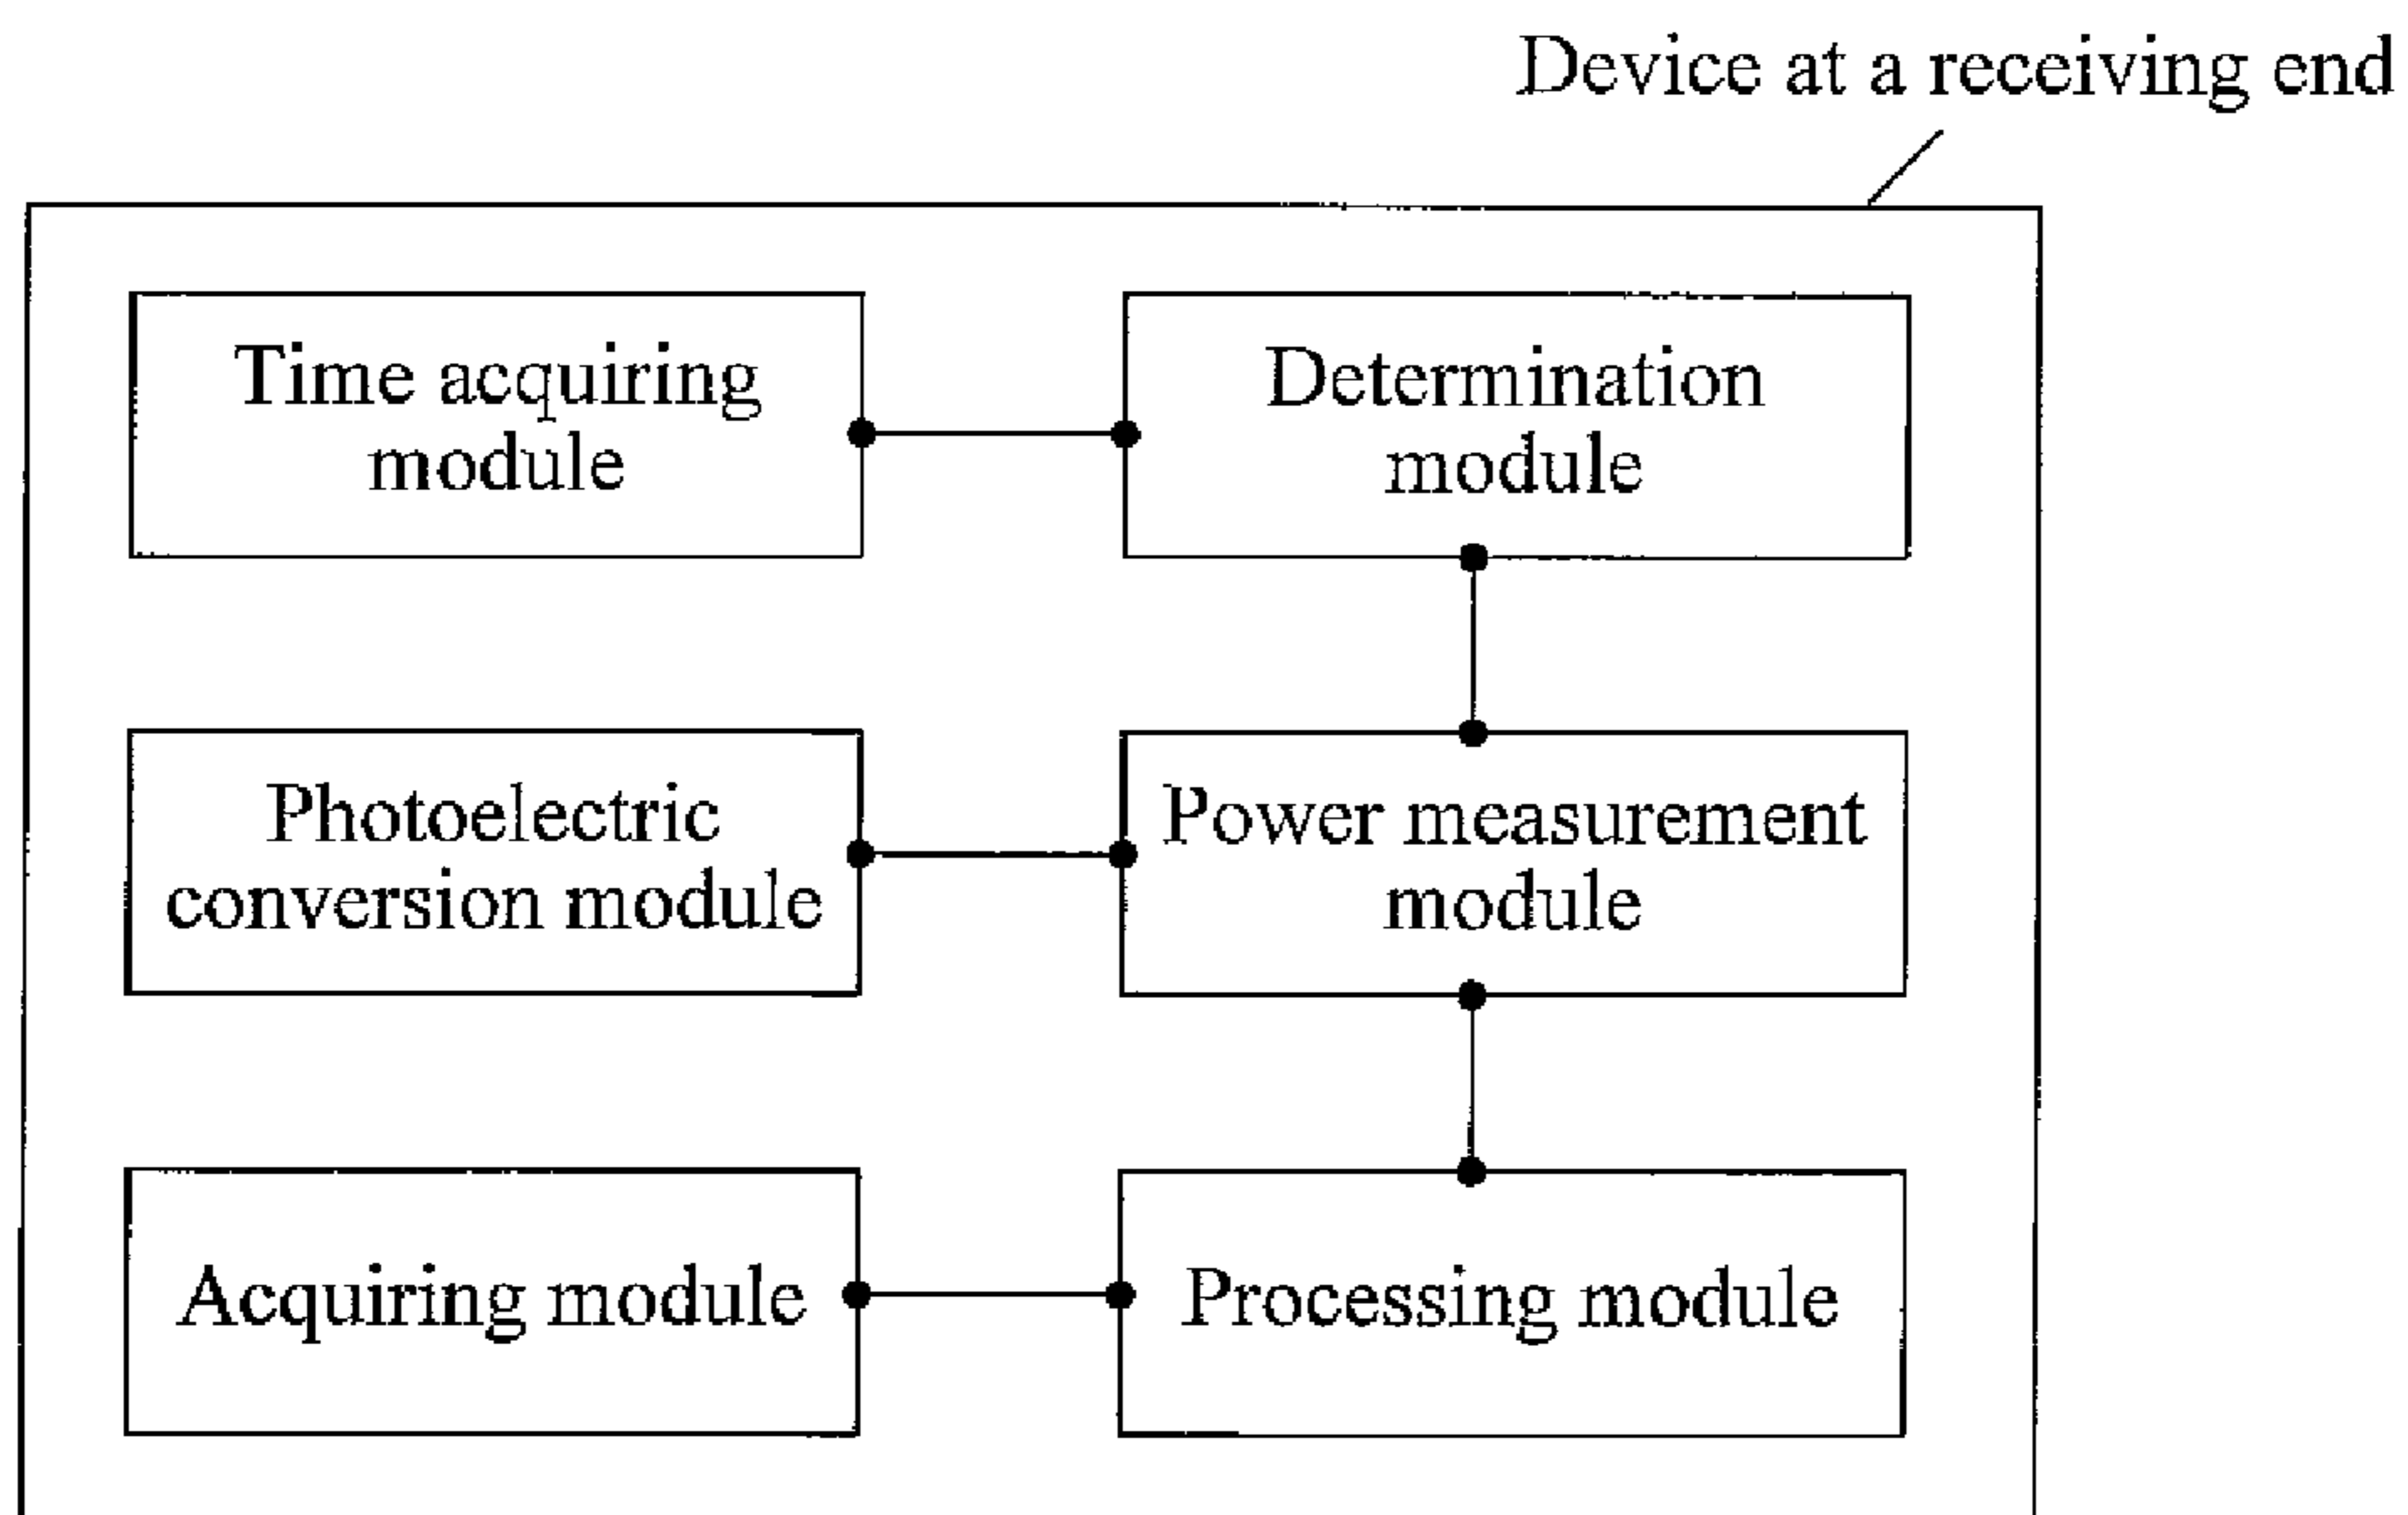 Device at a receiving end
Time acquiring
module
Determination
module
Photoelectric
conversion module
Power measurement
module
Acquiring module
Processing module